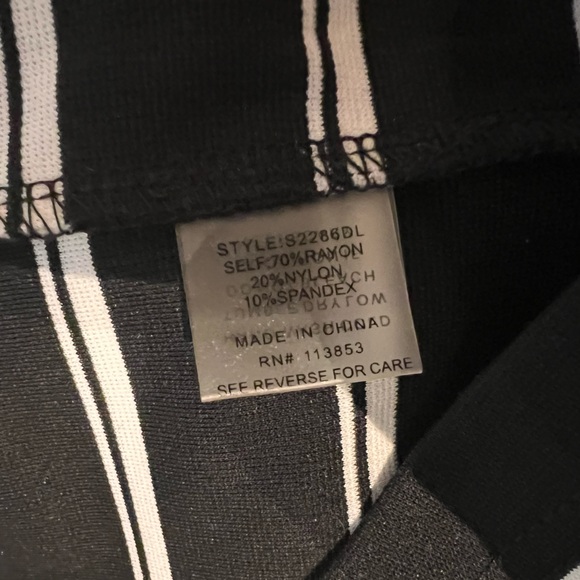 STYLE:S2286DL
SELF:70%RAYON
20%NYLON
10%SPANDEX
MADE IN CHINA
RN# 113853
SEE REVERSE FOR CARE